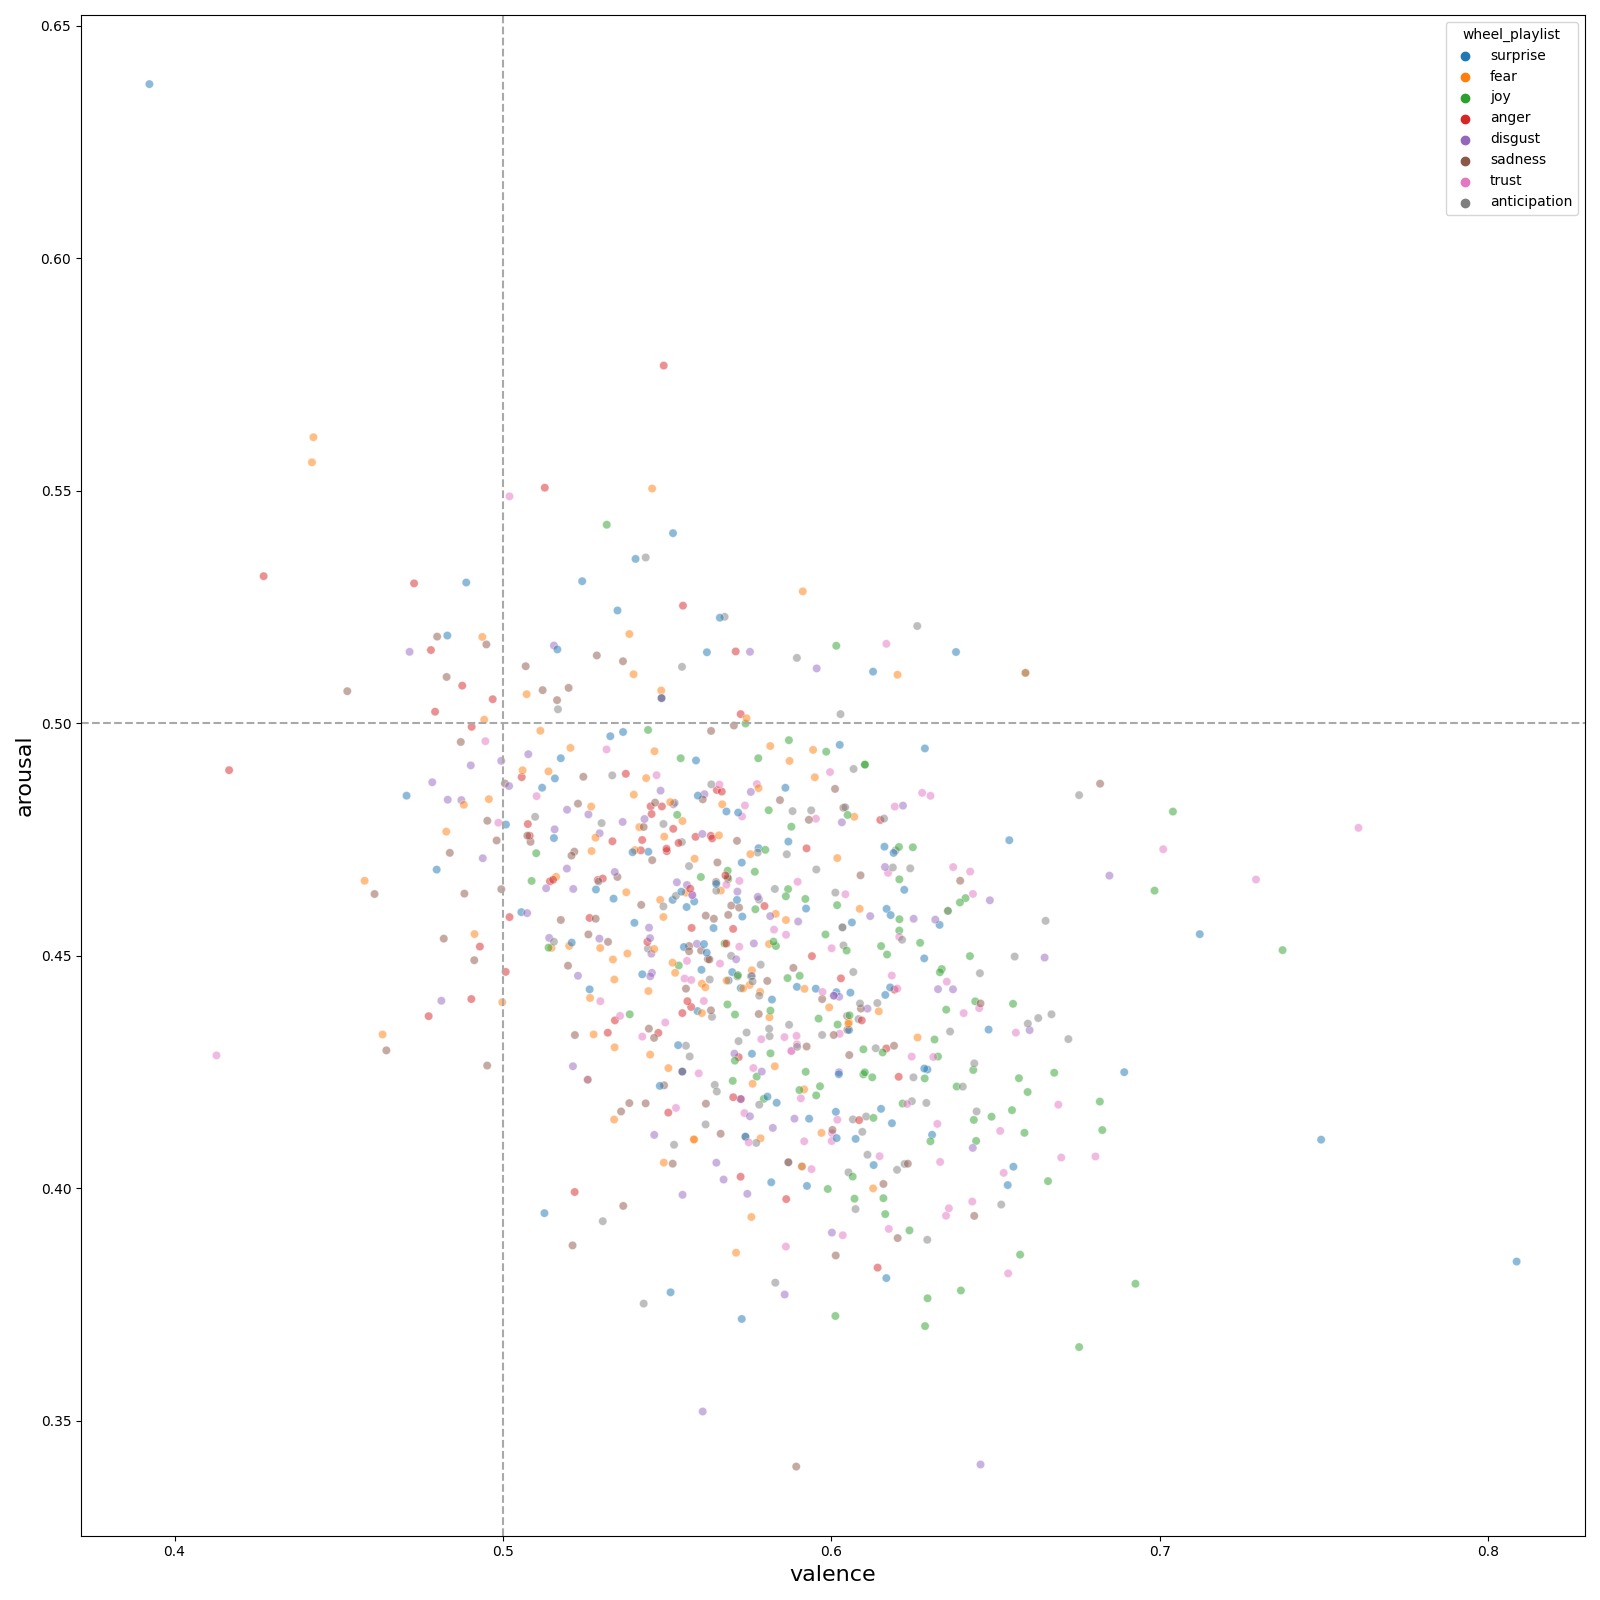 wheel_playlist
surprise
fear
joy
anger
disgust
sadness
trust
anticipation
0.65
0.60
0.55
0.50
0.45
0.40
0.35
arousal
0.4 0.5 0.6 0.7 0.8
valence